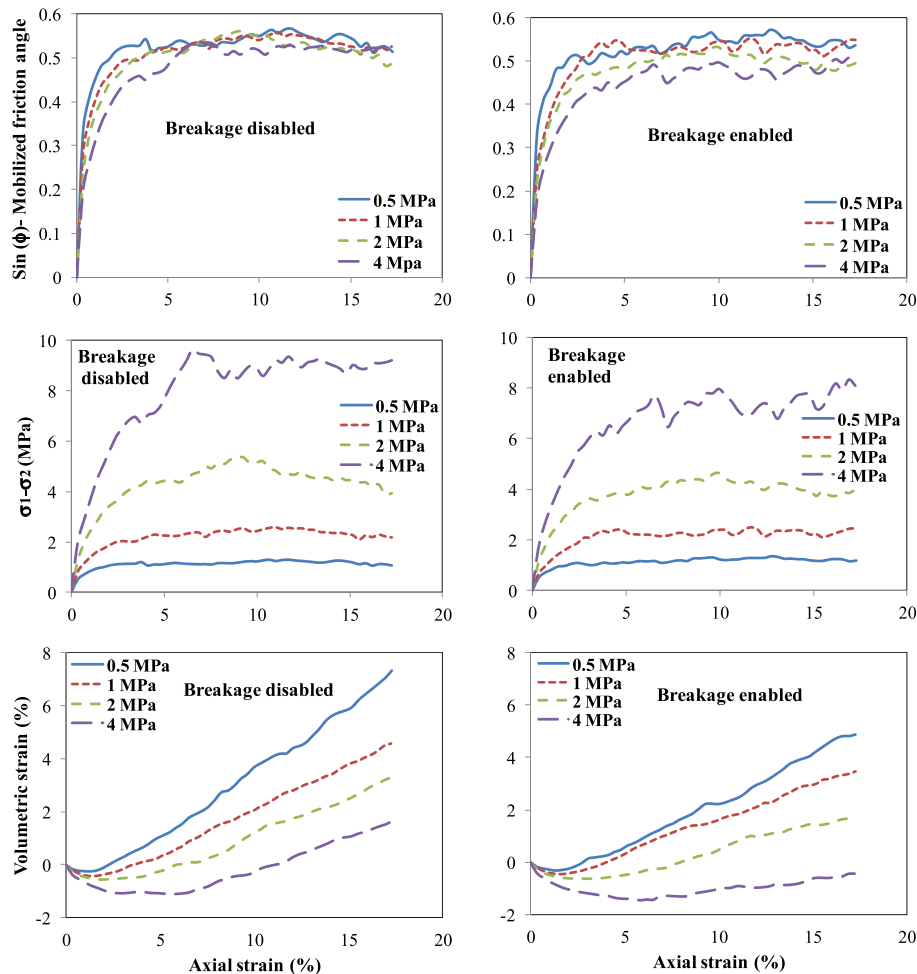 Sin (ϕ)- Mobilized friction angle
0.6
0.5
0.4
0.3
0.2
0.1
0
Breakage disabled
0.5 MPa
1 MPa
2 MPa
4 Mpa
0 5 10 15 20
0.6
0.5
0.4
0.3
0.2
0.1
0
Breakage enabled
0.5 MPa
1 MPa
2 MPa
4 MPa
0 5 10 15 20
σ1-σ2 (MPa)
10
8
6
4
2
0
Breakage
disabled
0.5 MPa
1 MPa
2 MPa
4 MPa
0 5 10 15 20
10
8
6
4
2
0
Breakage
enabled
0.5 MPa
1 MPa
2 MPa
4 MPa
0 5 10 15 20
Volumetric strain (%)
8
6
4
2
0
-2
0.5 MPa
1 MPa
2 MPa
4 MPa
Breakage disabled
0 5 10 15 20
Axial strain (%)
8
6
4
2
0
-2
0.5 MPa
1 MPa
2 MPa
4 MPa
Breakage enabled
0 5 10 15 20
Axial strain (%)